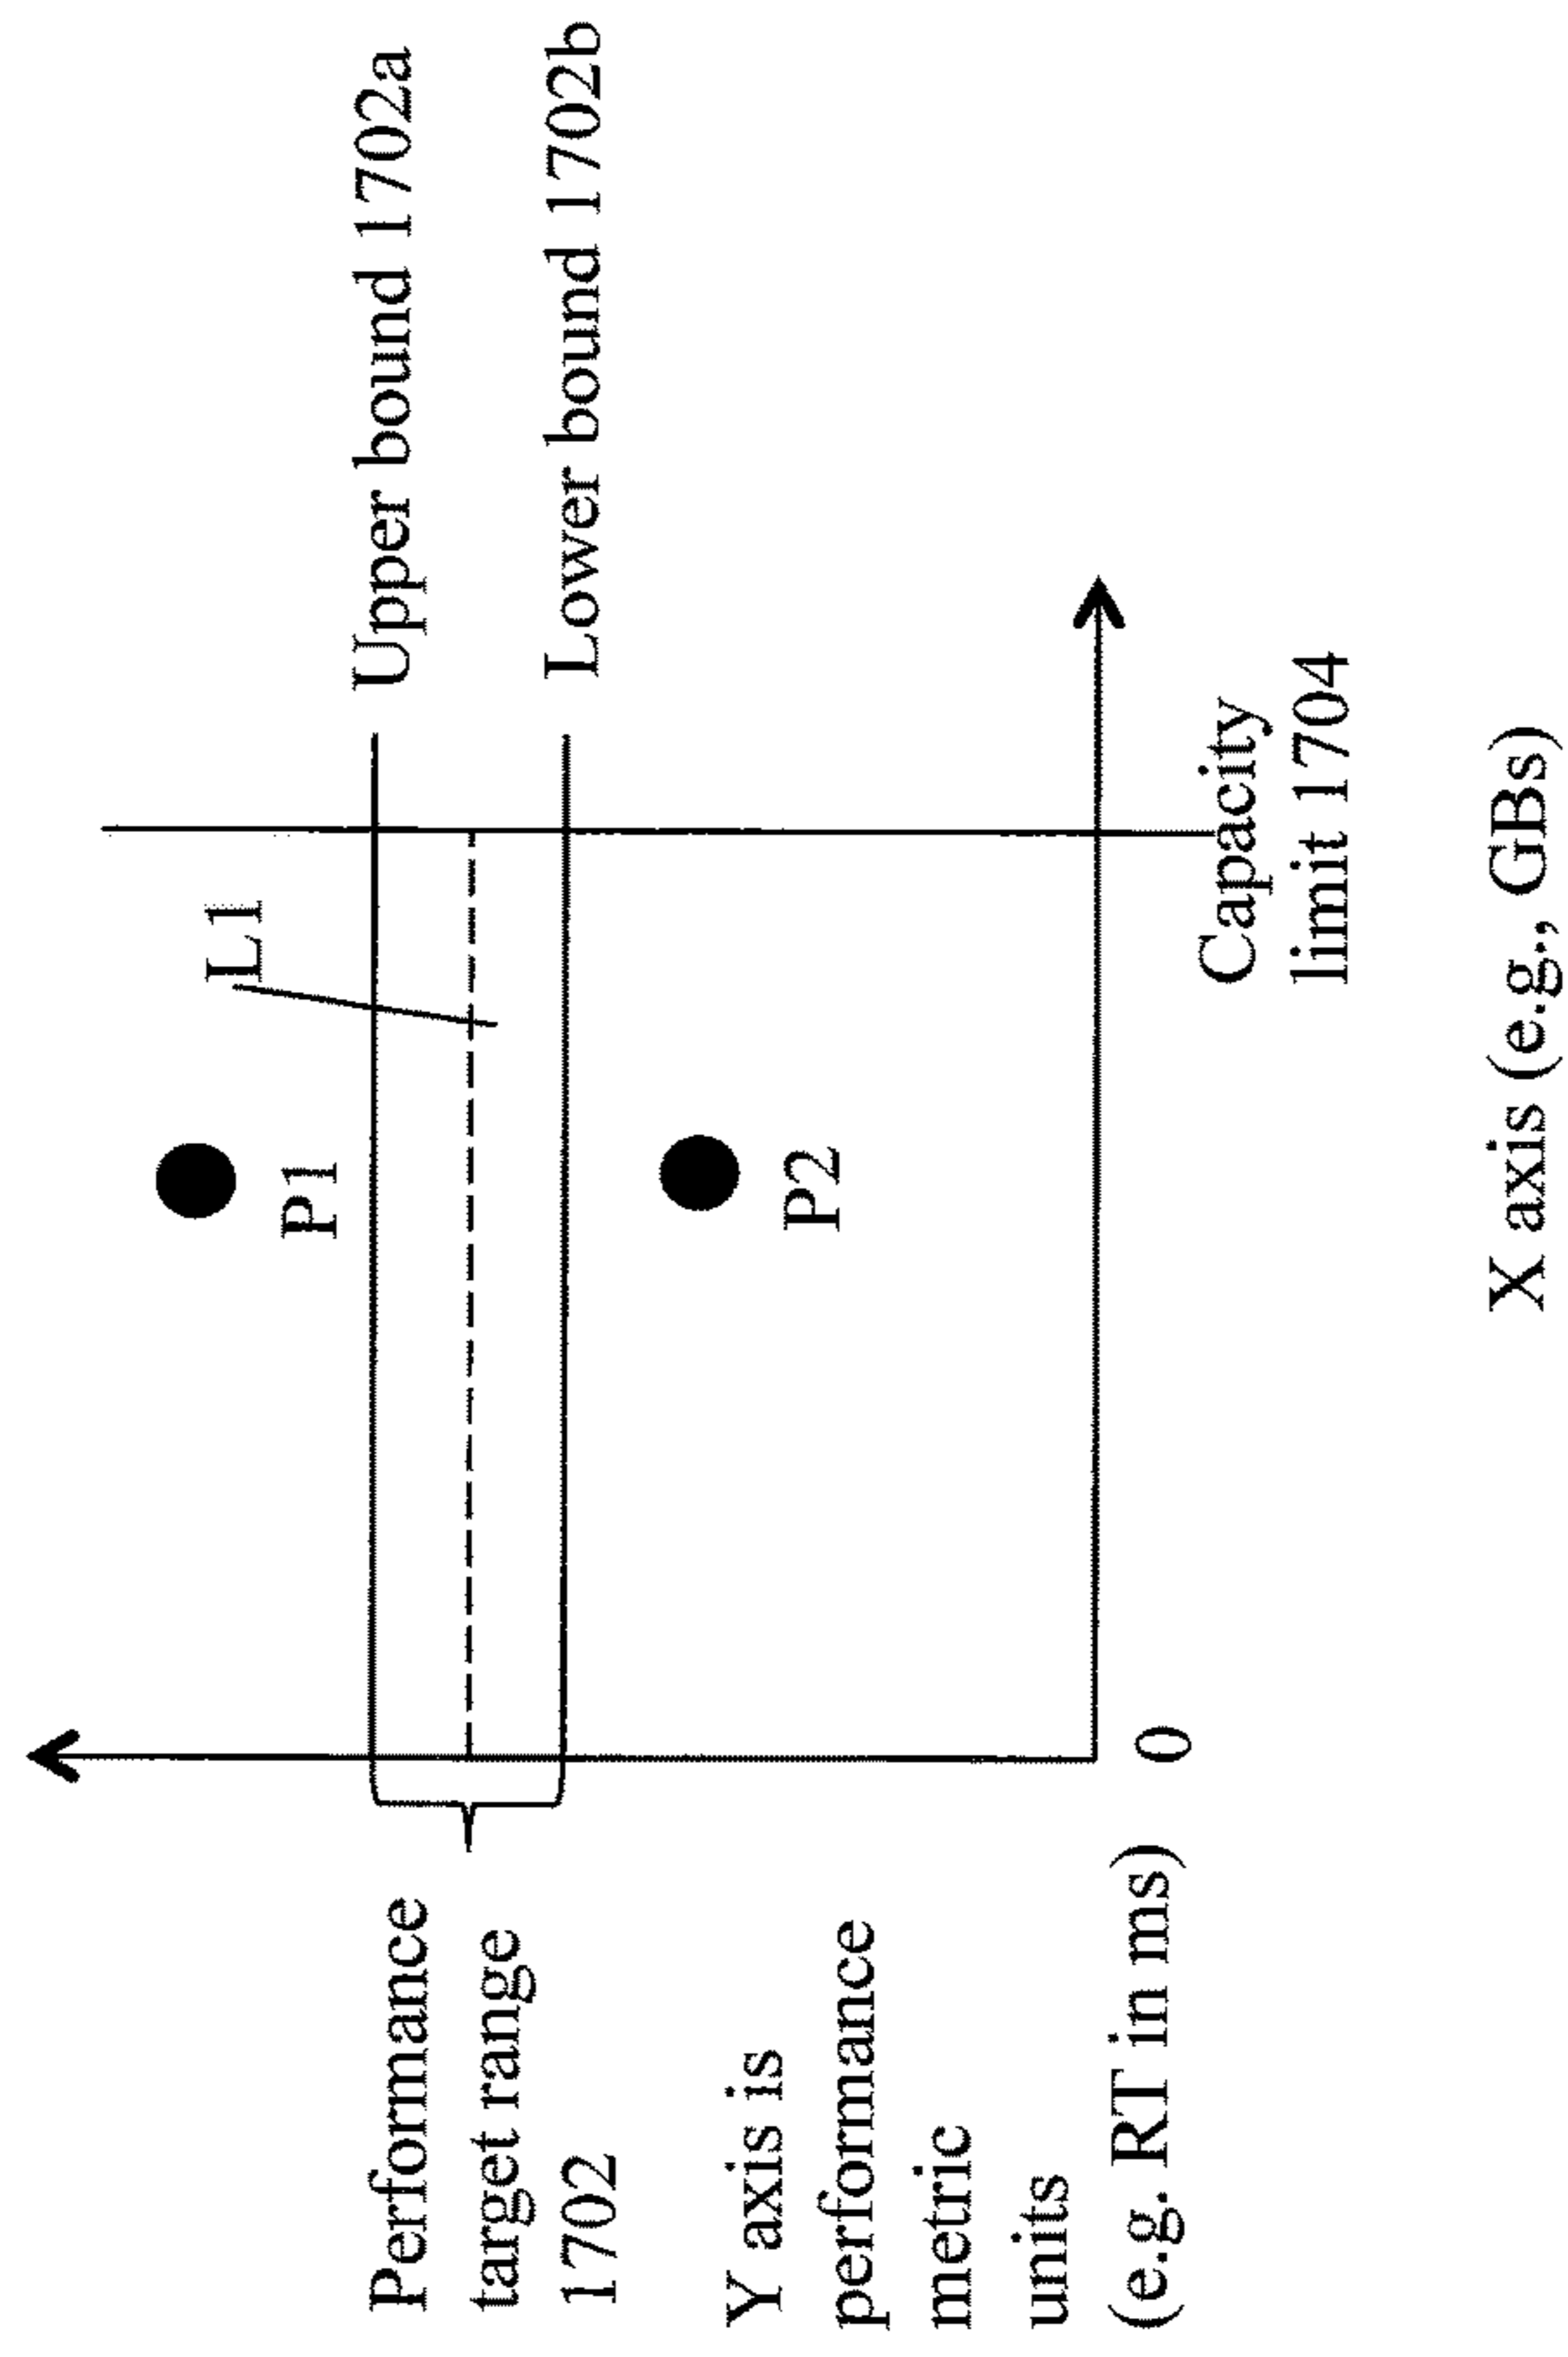 Performance
target range
1702
Y axis is
performance
metric
units
(e.g. RT in ms)
L1
P1
P2
Upper bound 1702a
Lower bound 1702b
0
Capacity
limit 1704
X axis (e.g., GBs)